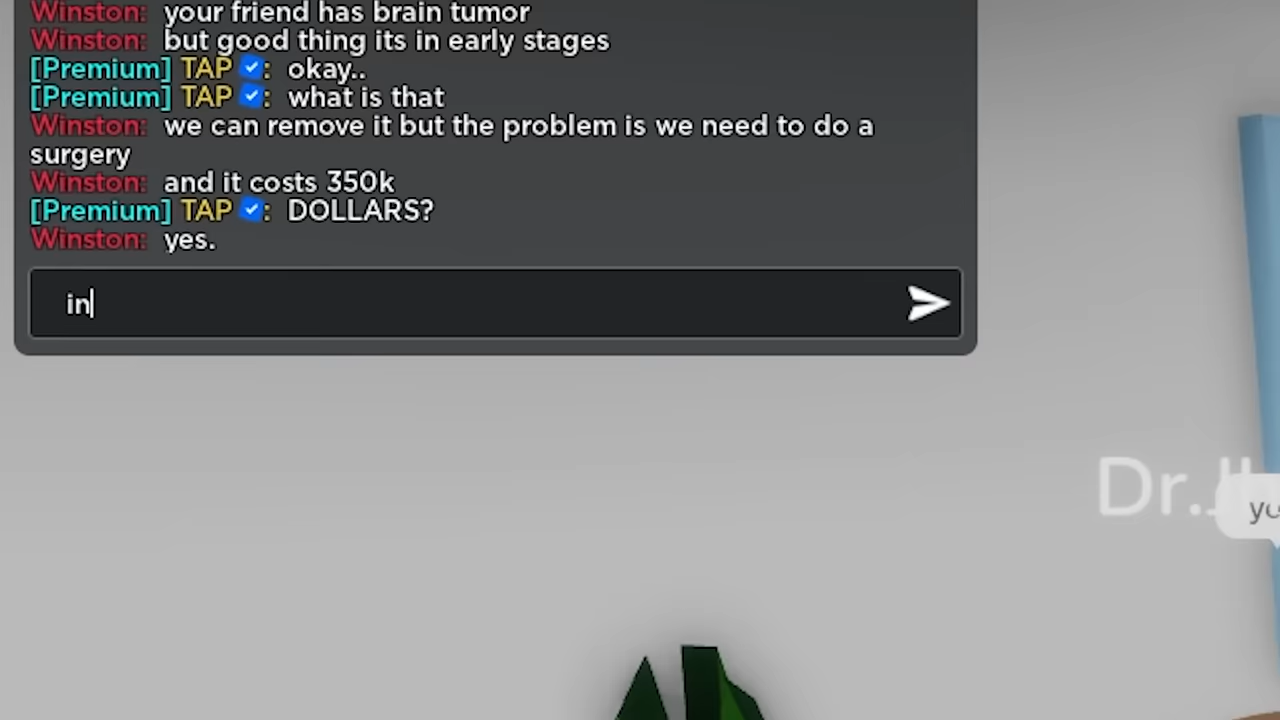 Winston: your friend has brain tumor
Winston: but good thing its in early stages
[Premium] TAP: okay..
[Premium] TAP: what is that
Winston: we can remove it but the problem is we need to do a
surgery
Winston: and it costs 350k
[Premium] TAP: DOLLARS?
Winston: yes.
in
Dr.